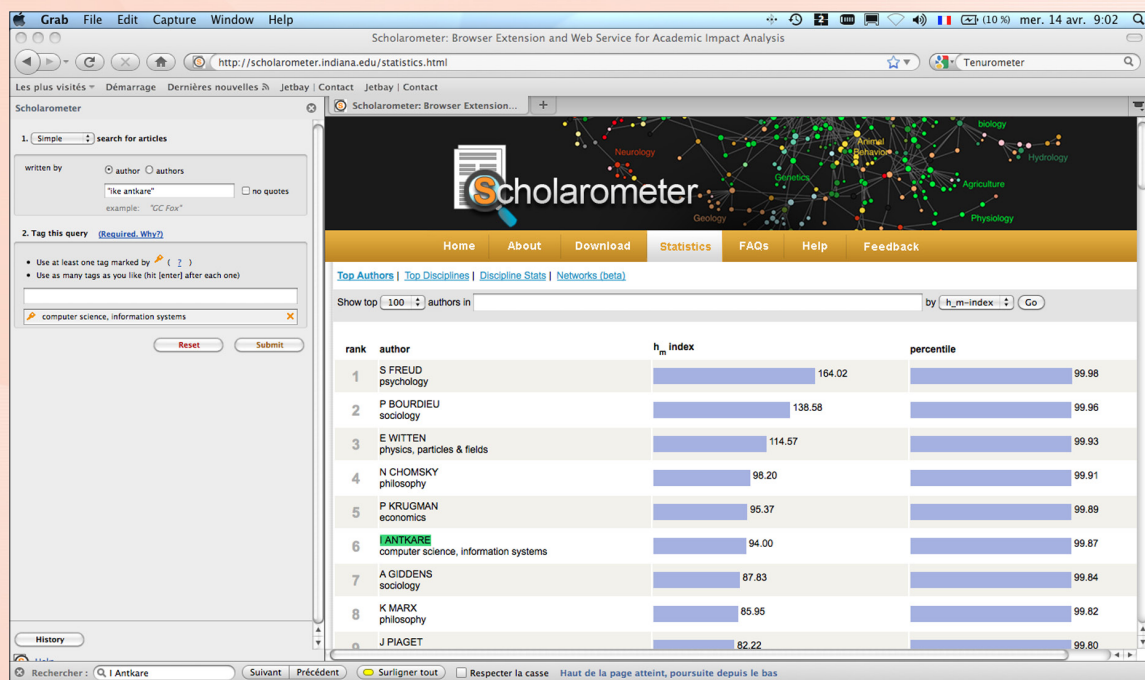 Grab File Edit Capture Window Help
2
(10 %) mer. 14 avr. 9:02
Scholarometer: Browser Extension and Web Service for Academic Impact Analysis
http://scholarometer.indiana.edu/statistics.html
Tenurometer
Les plus visités Démarrage Dernières nouvelles Jetbay | Contact Jetbay | Contact
Scholarometer
Scholarometer: Browser Extension... +
1. Simple search for articles
written by author authors
"ike antkare" no quotes
example: "GC Fox"
2. Tag this query (Required. Why?)
• Use at least one tag marked by ( ? )
• Use as many tags as you like (hit [enter] after each one)
computer science, information systems
Reset Submit
History
Help
Neurology
Genetics
Geology
Animal
Behavior
biology
Hydrology
Agriculture
Physiology
Scholarometer
Home About Download Statistics FAQs Help Feedback
Top Authors | Top Disciplines | Discipline Stats | Networks (beta)
Show top 100 authors in by h_m-index Go
rank author hm index percentile
1 S FREUD
psychology 164.02 99.98
2 P BOURDIEU
sociology 138.58 99.96
3 E WITTEN
physics, particles & fields 114.57 99.93
4 N CHOMSKY
philosophy 98.20 99.91
5 P KRUGMAN
economics 95.37 99.89
6 I ANTKARE
computer science, information systems 94.00 99.87
7 A GIDDENS
sociology 87.83 99.84
8 K MARX
philosophy 85.95 99.82
9 J PIAGET 82.22 99.80
Rechercher : I Antkare Suivant Précédent Surligner tout Respecter la casse Haut de la page atteint, poursuite depuis le bas